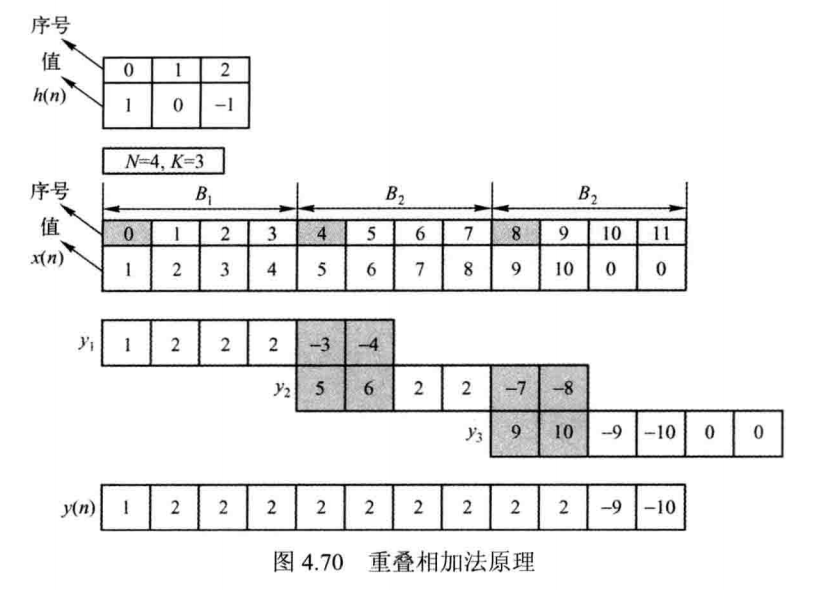 序号
值
h(n)
0 1 2
1 0 −1
N=4, K=3
B₁ B₂ B₂
序号
值
x(n)
0 1 2 3 4 5 6 7 8 9 10 11
1 2 3 4 5 6 7 8 9 10 0 0
y₁ 1 2 2 2 −3 −4
y₂ 5 6 2 2 −7 −8
y₃ 9 10 −9 −10 0 0
y(n) 1 2 2 2 2 2 2 2 2 2 −9 −10
图 4.70 重叠相加法原理